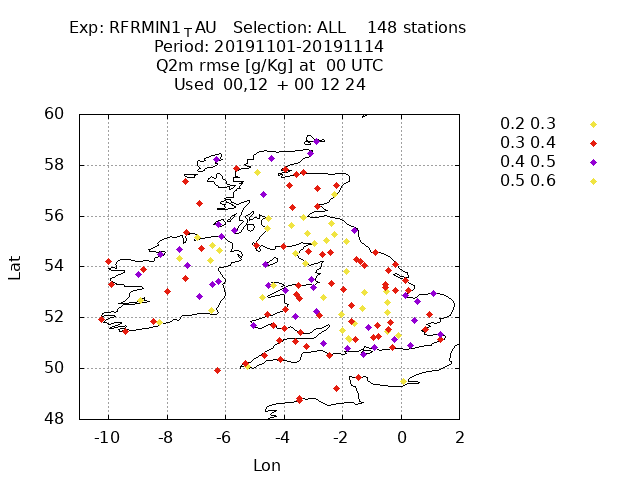 Exp: RFRMIN1_TAU   Selection: ALL    148 stations
Period: 20191101-20191114
Q2m rmse [g/Kg] at  00 UTC
Used  00,12  + 00 12 24
60
58
56
54
52
50
48
-10 -8 -6 -4 -2 0 2
Lat
Lon
0.2 0.3
0.3 0.4
0.4 0.5
0.5 0.6